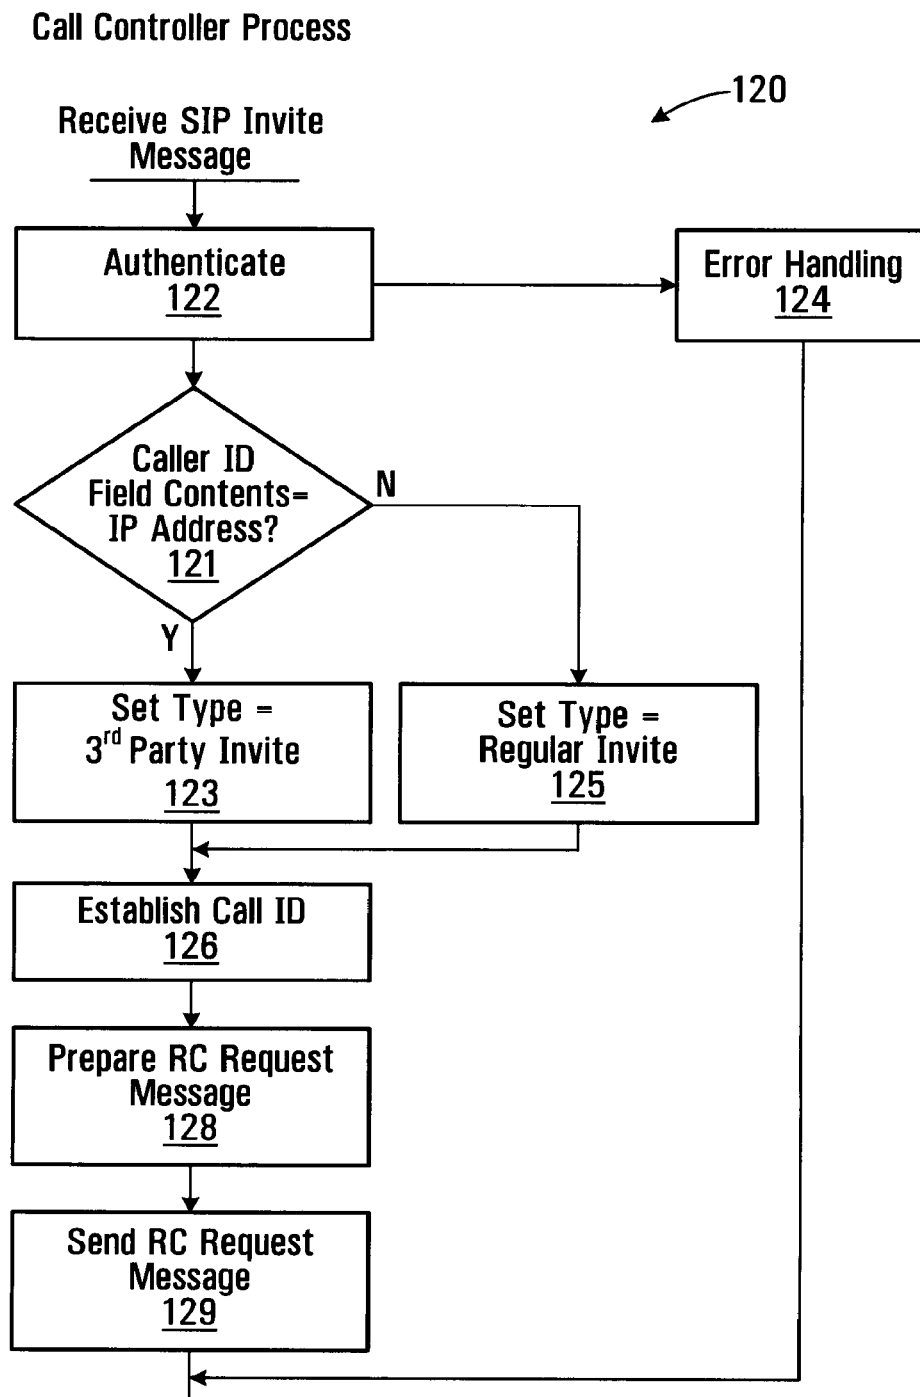 Call Controller Process
120
Receive SIP Invite
Message
Authenticate
122
Error Handling
124
Caller ID
Field Contents=
IP Address?
121
N
Y
Set Type =
3rd Party Invite
123
Set Type =
Regular Invite
125
Establish Call ID
126
Prepare RC Request
Message
128
Send RC Request
Message
129